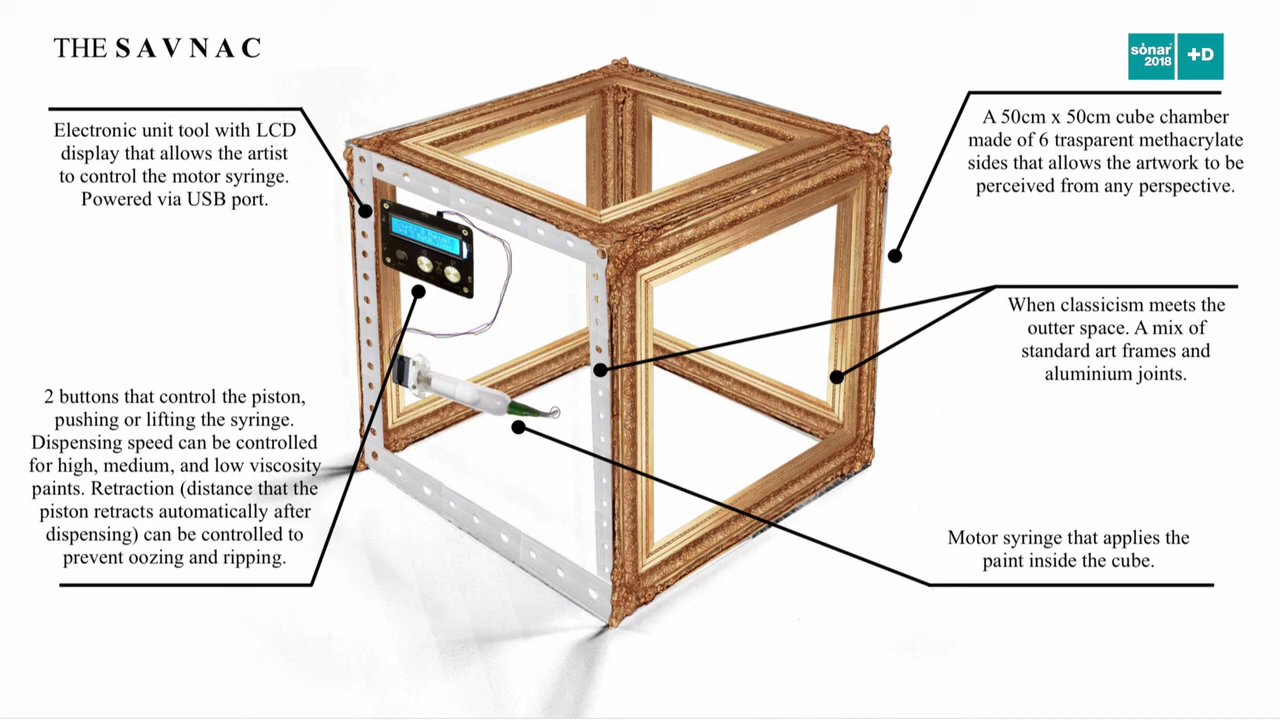 THE SAVNAC
sónar
2018
+D
Electronic unit tool with LCD
display that allows the artist
to control the motor syringe.
Powered via USB port.
A 50cm x 50cm cube chamber
made of 6 trasparent methacrylate
sides that allows the artwork to be
perceived from any perspective.
When classicism meets the
outter space. A mix of
standard art frames and
aluminium joints.
2 buttons that control the piston,
pushing or lifting the syringe.
Dispensing speed can be controlled
for high, medium, and low viscosity
paints. Retraction (distance that the
piston retracts automatically after
dispensing) can be controlled to
prevent oozing and ripping.
Motor syringe that applies the
paint inside the cube.